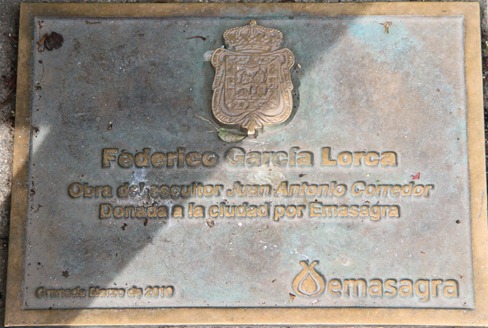 Federico García Lorca
Obra del escultor Juan Antonio Corredor
Donada a la ciudad por Emasagra
Granada Marzo de 2010
emasagra